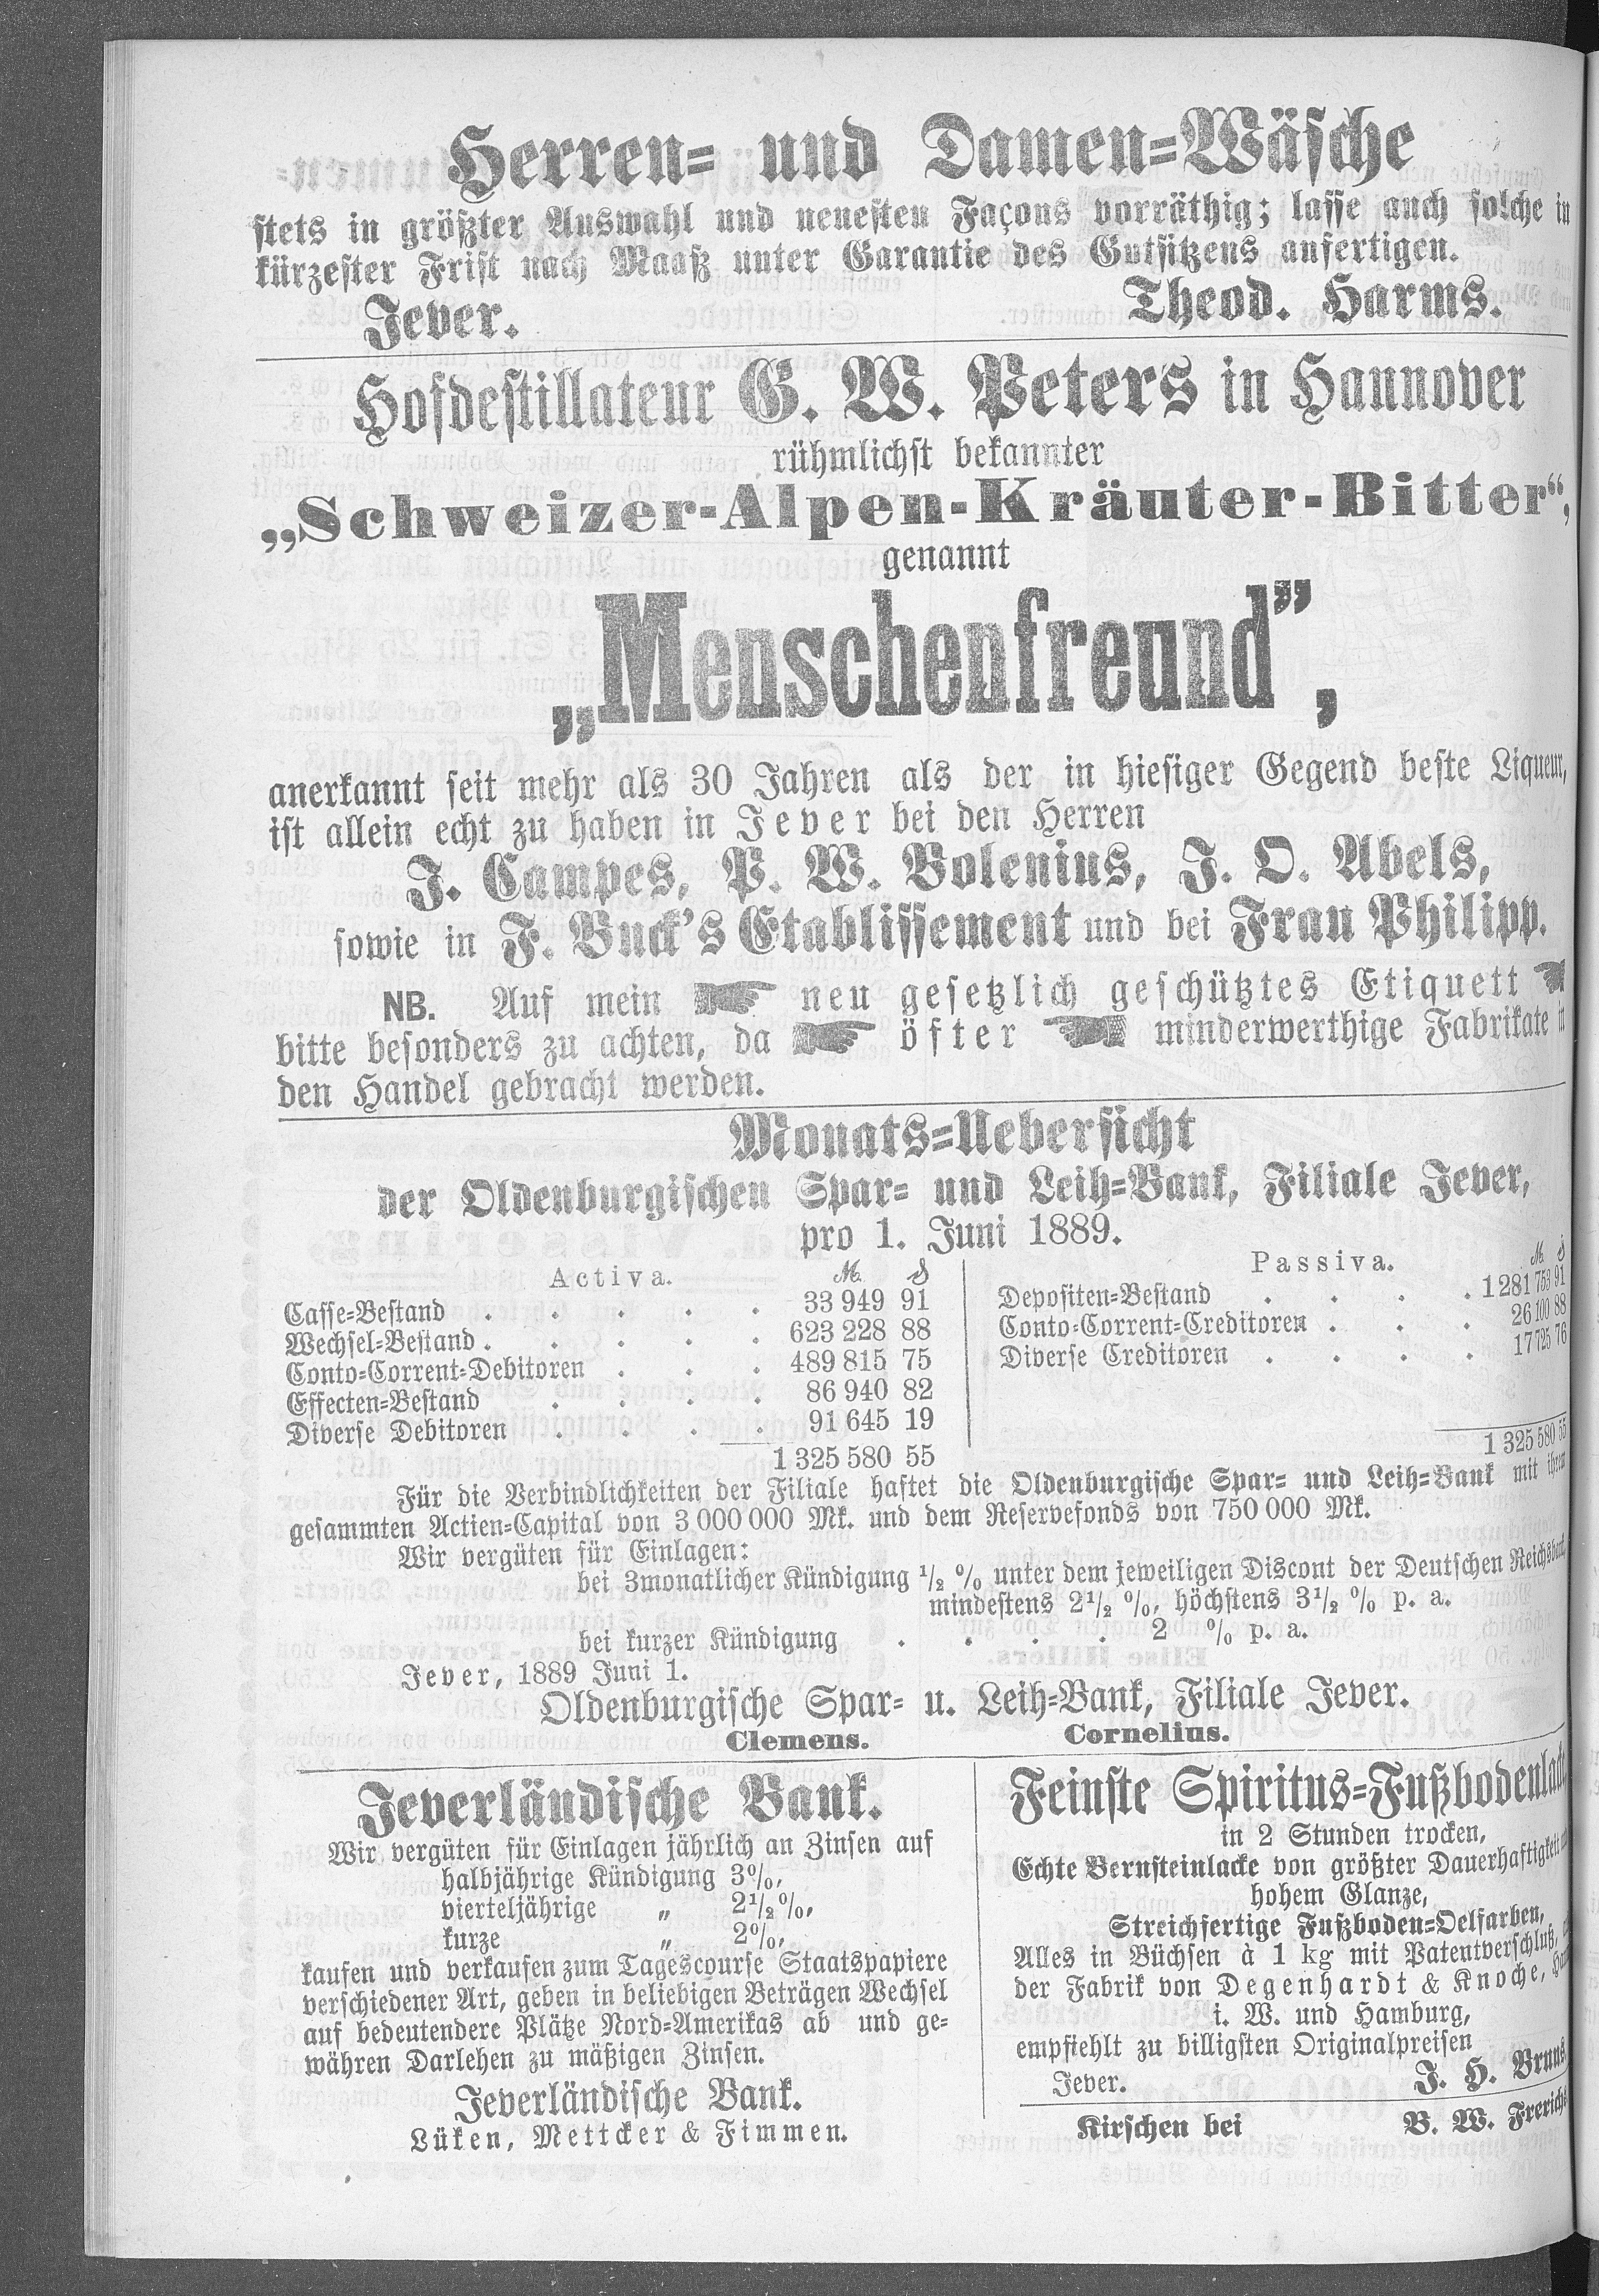 Herren- und Damen-Wäsche
stets in größter Auswahl und neuesten Façons vorräthig; lasse auch solche in
kürzester Frist nach Maaß unter Garantie des Gutsitzens anfertigen.
Jever. Theod. Harms.
Hofdestillateur G. W. Peters in Hannover
rühmlichst bekannter
„Schweizer-Alpen-Kräuter-Bitter“,
genannt
„Menschenfreund”,
anerkannt seit mehr als 30 Jahren als der in hiesiger Gegend beste Liqueur,
ist allein echt zu haben in Jever bei den Herren
J. Campes, P. W. Bolenius, J. O. Abels,
sowie in F. Buck's Etablissement und bei Frau Philipp.
NB. Auf mein ☛ neu gesetzlich geschütztes Etiquett ☚
bitte besonders zu achten, da ☛ öfter ☚ minderwerthige Fabrikate in
den Handel gebracht werden.
Monats-Uebersicht
der Oldenburgischen Spar- und Leih-Bank, Filiale Jever,
pro 1. Juni 1889.
Activa. M. ₰
Casse-Bestand . . . . . 33 949 91
Wechsel-Bestand . . . . . 623 228 88
Conto-Corrent-Debitoren . . . 489 815 75
Effecten-Bestand . . . . 86 940 82
Diverse Debitoren . . . . 91 645 19
1 325 580 55
Passiva. M. ₰
Depositen-Bestand . . . . 1 281 753 91
Conto-Corrent-Creditoren . . . 26 100 88
Diverse Creditoren . . . . 17 725 76
1 325 580 55
Für die Verbindlichkeiten der Filiale haftet die Oldenburgische Spar- und Leih-Bank mit ihrem
gesammten Actien-Capital von 3 000 000 Mk. und dem Reservefonds von 750 000 Mk.
Wir vergüten für Einlagen:
bei 3monatlicher Kündigung ½ % unter dem jeweiligen Discont der Deutschen Reichsbank,
mindestens 2½ %, höchstens 3½ % p. a.
bei kurzer Kündigung . . . . 2 % p. a.
Jever, 1889 Juni 1.
Oldenburgische Spar- u. Leih-Bank, Filiale Jever.
Clemens. Cornelius.
Jeverländische Bank.
Wir vergüten für Einlagen jährlich an Zinsen auf
halbjährige Kündigung 3%,
vierteljährige „ 2½%,
kurze „ 2%,
kaufen und verkaufen zum Tagescourse Staatspapiere
verschiedener Art, geben in beliebigen Beträgen Wechsel
auf bedeutendere Plätze Nord-Amerikas ab und ge-
währen Darlehen zu mäßigen Zinsen.
Jeverländische Bank.
Lüken, Mettcker & Fimmen.
Feinste Spiritus-Fußbodenlacke
in 2 Stunden trocken,
Echte Bernsteinlacke von größter Dauerhaftigkeit
hohem Glanze,
Streichfertige Fußboden-Oelfarben,
Alles in Büchsen à 1 kg mit Patentverschluß,
der Fabrik von Degenhardt & Knoche,
i. W. und Hamburg,
empfiehlt zu billigsten Originalpreisen
Jever. J. H. Bruns
Kirschen bei B. W. Frerichs